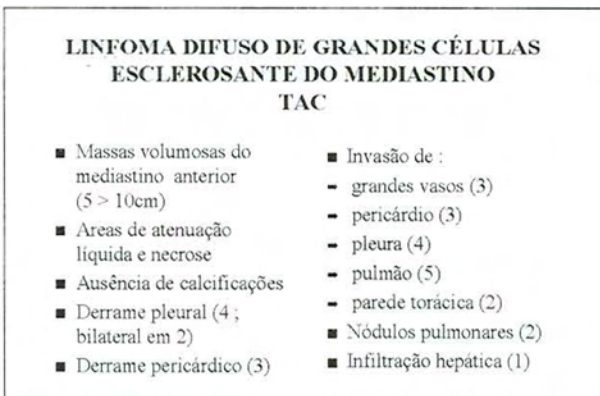 LINFOMA DIFUSO DE GRANDES CÉLULAS
ESCLEROSANTE DO MEDIASTINO
TAC
■ Massas volumosas do
mediastino anterior
(5 > 10cm)
■ Areas de atenuação
líquida e necrose
■ Ausência de calcificações
■ Derrame pleural (4 ;
bilateral em 2)
■ Derrame pericárdico (3)
■ Invasão de :
- grandes vasos (3)
- pericárdio (3)
- pleura (4)
- pulmão (5)
- parede torácica (2)
■ Nódulos pulmonares (2)
■ Infiltração hepática (1)